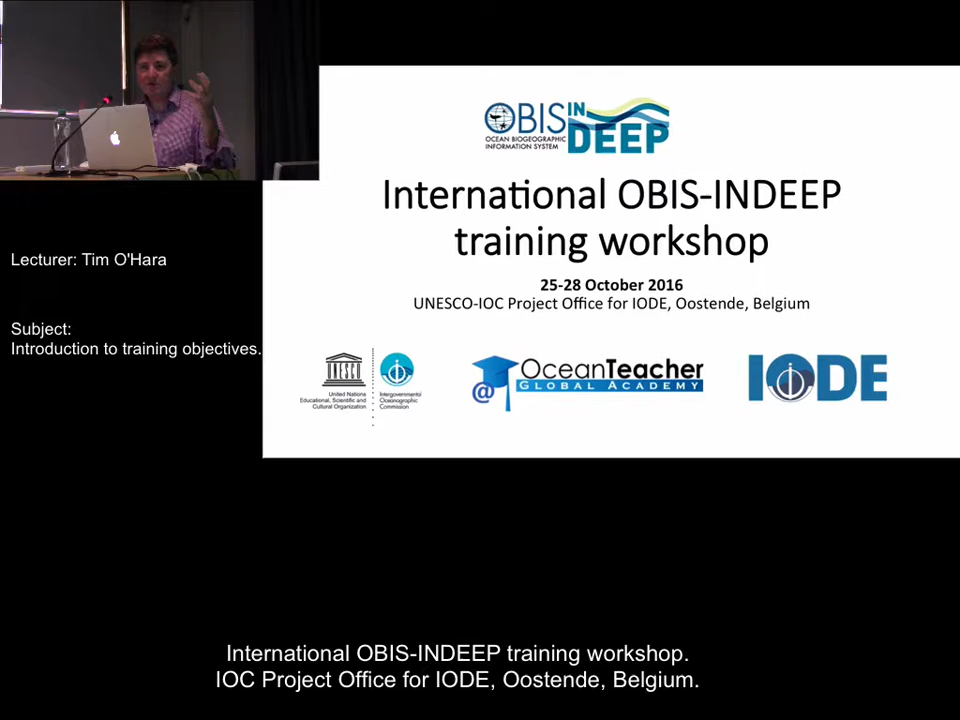 OBIS IN
DEEP
OCEAN BIOGEOGRAPHIC
INFORMATION SYSTEM
International OBIS-INDEEP
training workshop
25-28 October 2016
UNESCO-IOC Project Office for IODE, Oostende, Belgium
Lecturer: Tim O'Hara
Subject:
Introduction to training objectives.
UNESCO
United Nations
Educational, Scientific and
Cultural Organization
Intergovernmental
Oceanographic
Commission
@ OceanTeacher
GLOBAL ACADEMY
IODE
International OBIS-INDEEP training workshop.
IOC Project Office for IODE, Oostende, Belgium.